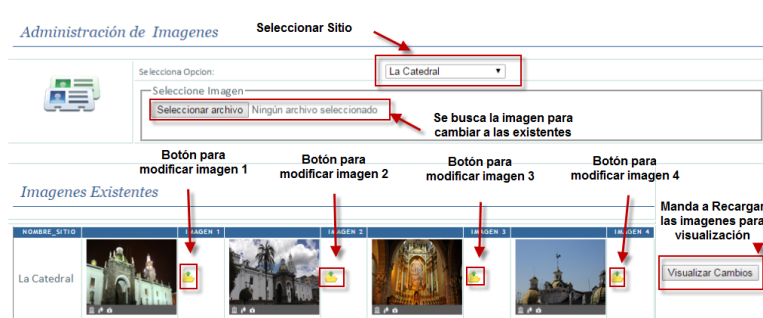 Administración de Imagenes
Seleccionar Sitio
Selecciona Opcion:
La Catedral
Seleccione Imagen
Seleccionar archivo Ningún archivo seleccionado
Se busca la imagen para
cambiar a las existentes
Botón para
modificar imagen 1
Botón para
modificar imagen 2
Botón para
modificar imagen 3
Botón para
modificar imagen 4
Imagenes Existentes
Manda a Recargar
las imagenes para
visualización
NOMBRE_SITIO IMAGEN 1 IMAGEN 2 IMAGEN 3 IMAGEN 4
La Catedral
Visualizar Cambios